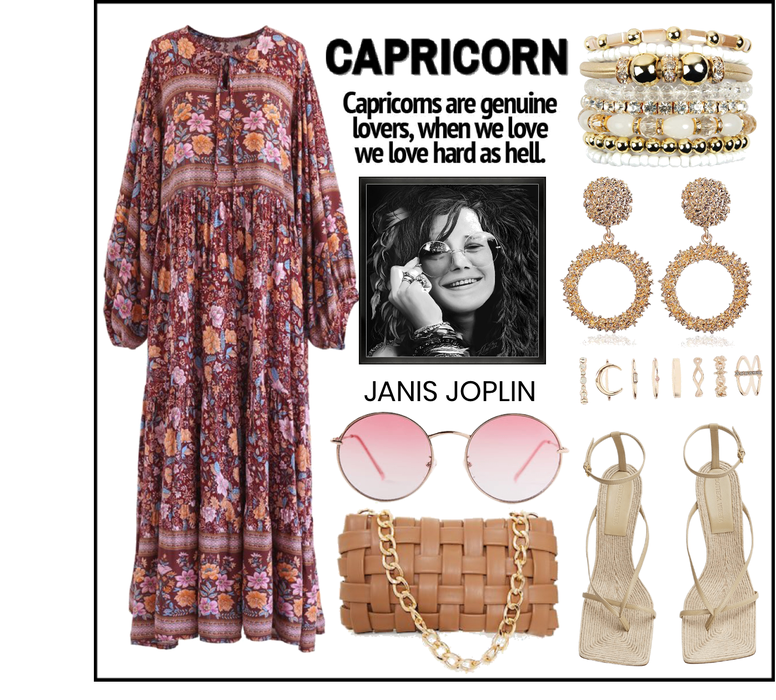 CAPRICORN
Capricorns are genuine
lovers, when we love
we love hard as hell.
JANIS JOPLIN